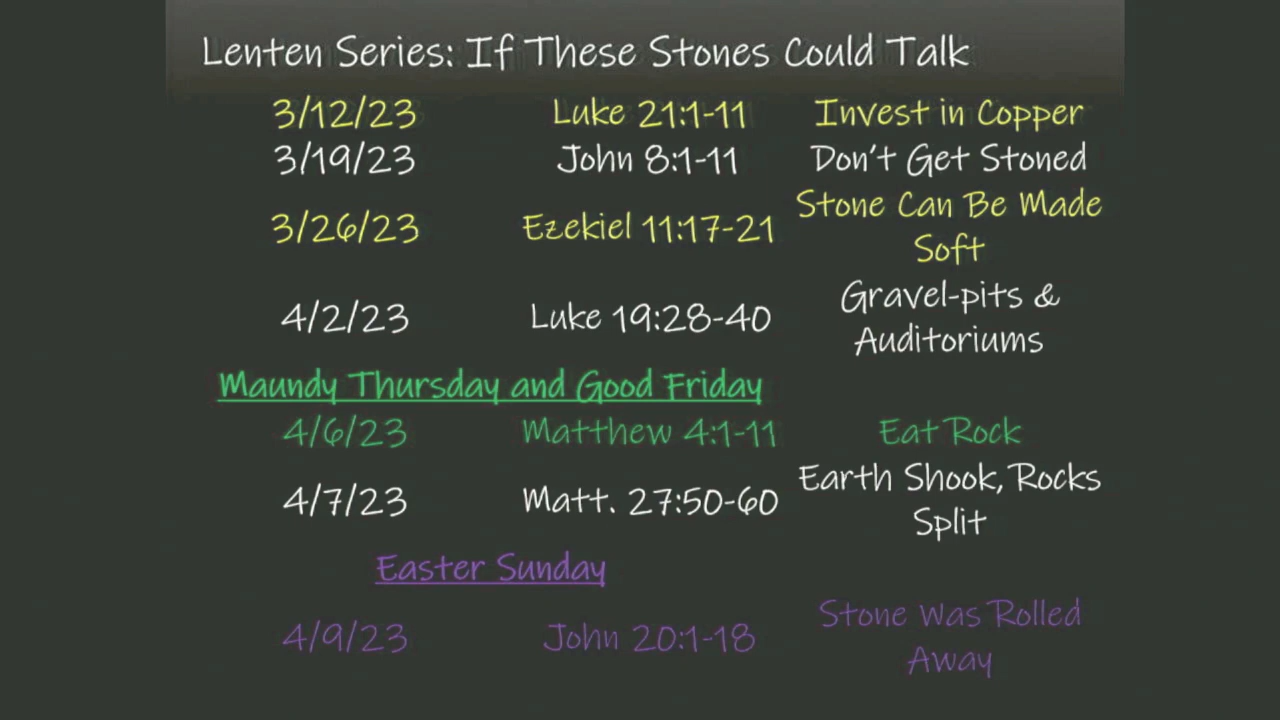 Lenten Series: If These Stones Could Talk
3/12/23 Luke 21:1-11 Invest in Copper
3/19/23 John 8:1-11 Don't Get Stoned
3/26/23 Ezekiel 11:17-21 Stone Can Be Made
Soft
4/2/23 Luke 19:28-40 Gravel-pits &
Auditoriums
Maundy Thursday and Good Friday
4/6/23 Matthew 4:1-11 Eat Rock
4/7/23 Matt. 27:50-60 Earth Shook, Rocks
Split
Easter Sunday
4/9/23 John 20:1-18 Stone Was Rolled
Away